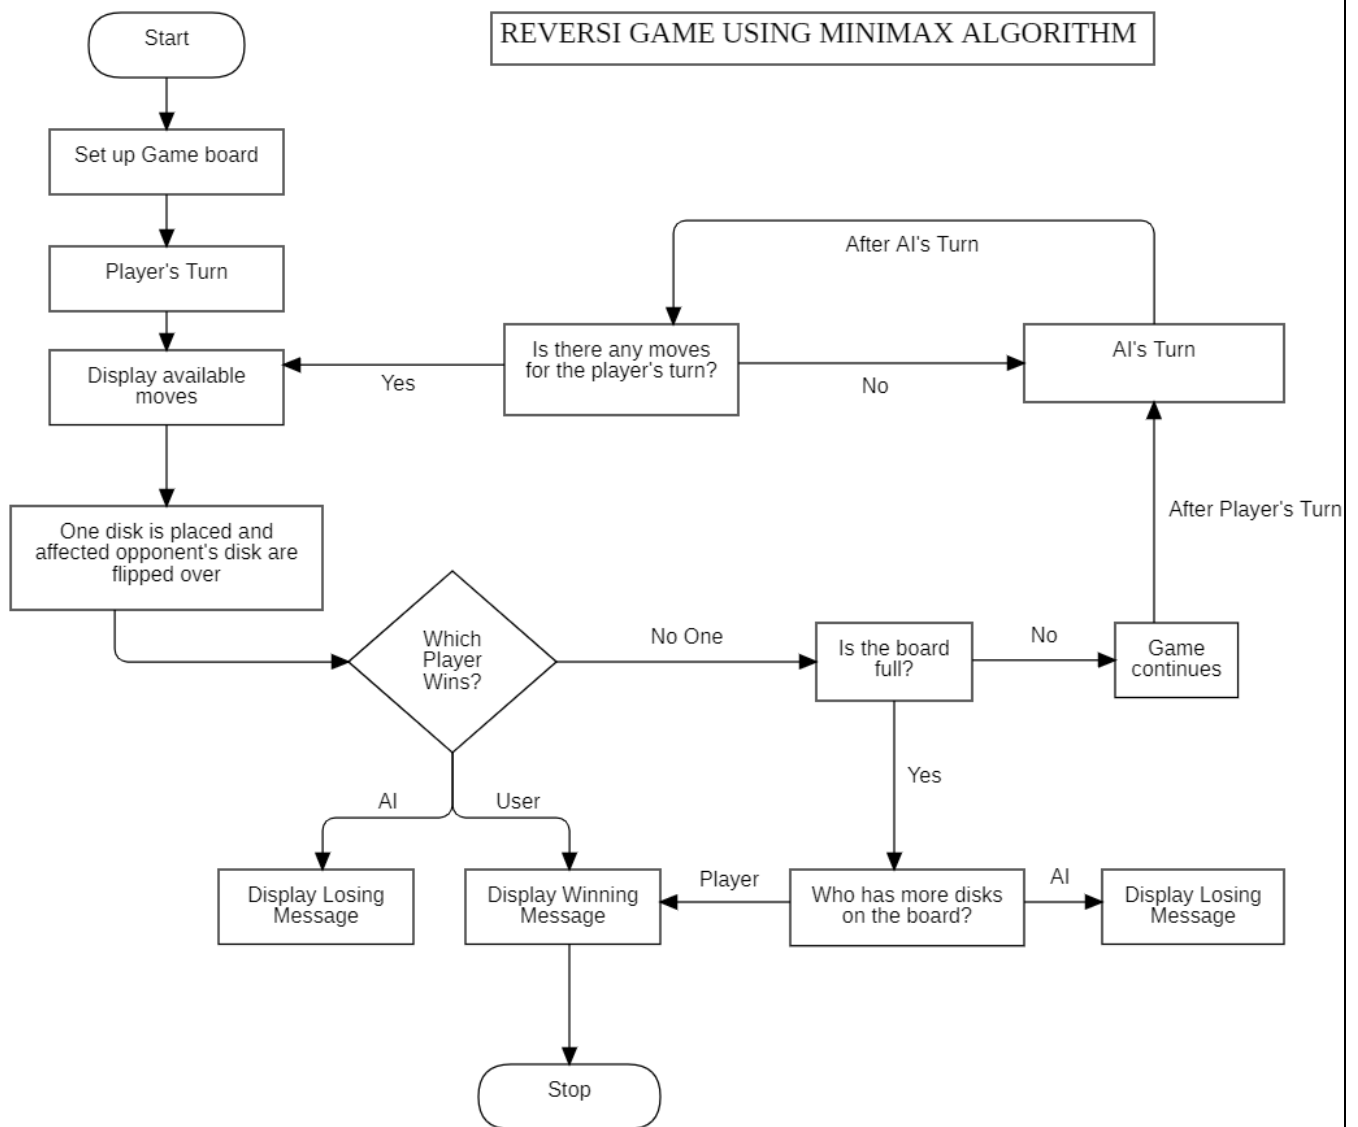 Start
REVERSI GAME USING MINIMAX ALGORITHM
Set up Game board
Player's Turn
After AI's Turn
Display available
moves
Yes
Is there any moves
for the player's turn?
No
AI's Turn
One disk is placed and
affected opponent's disk are
flipped over
After Player's Turn
Which
Player
Wins?
No One
Is the board
full?
No
Game
continues
Yes
AI
User
Display Losing
Message
Display Winning
Message
Player
Who has more disks
on the board?
AI
Display Losing
Message
Stop